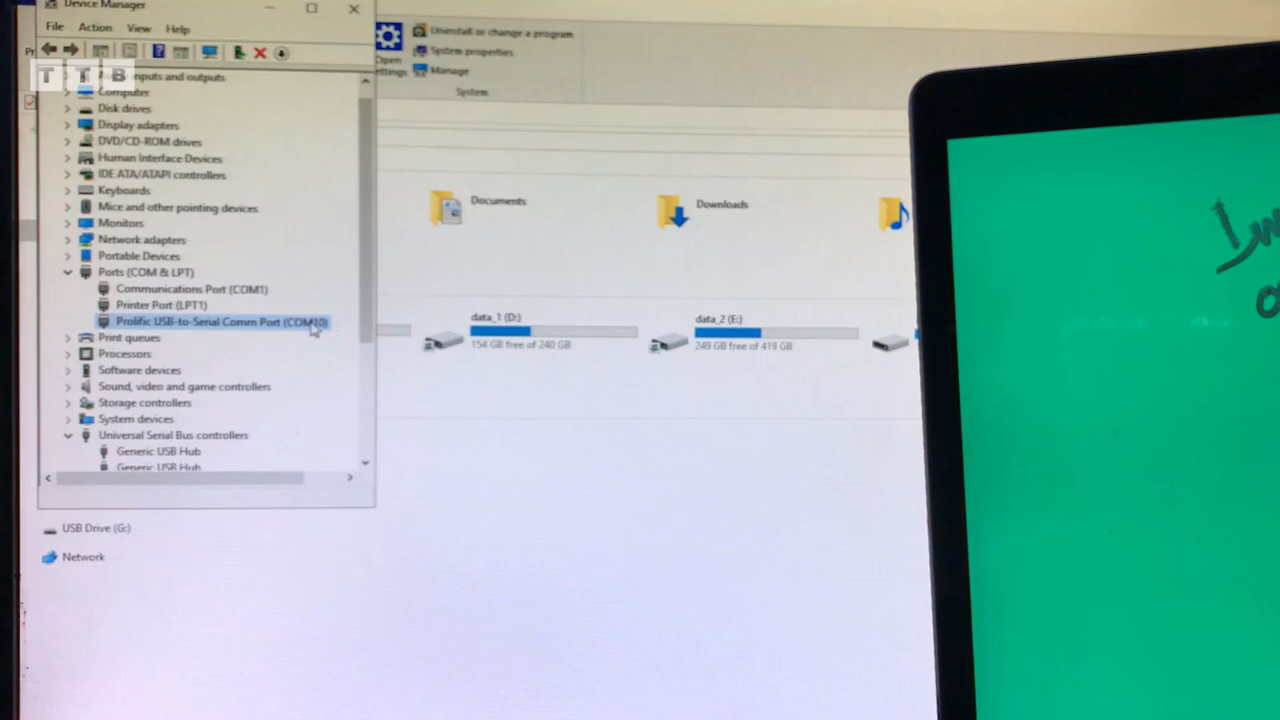 Device Manager
File Action View Help
T T B
Audio inputs and outputs
Computer
Disk drives
Display adapters
DVD/CD-ROM drives
Human Interface Devices
IDE ATA/ATAPI controllers
Keyboards
Mice and other pointing devices
Monitors
Network adapters
Portable Devices
Ports (COM & LPT)
Communications Port (COM1)
Printer Port (LPT1)
Prolific USB-to-Serial Comm Port (COM10)
Print queues
Processors
Software devices
Sound, video and game controllers
Storage controllers
System devices
Universal Serial Bus controllers
Generic USB Hub
Generic USB Hub
USB Drive (G:)
Network
Open
Uninstall or change a program
System properties
Manage
System
Documents
Downloads
data_1 (D:)
154 GB free of 240 GB
data_2 (E:)
249 GB free of 419 GB